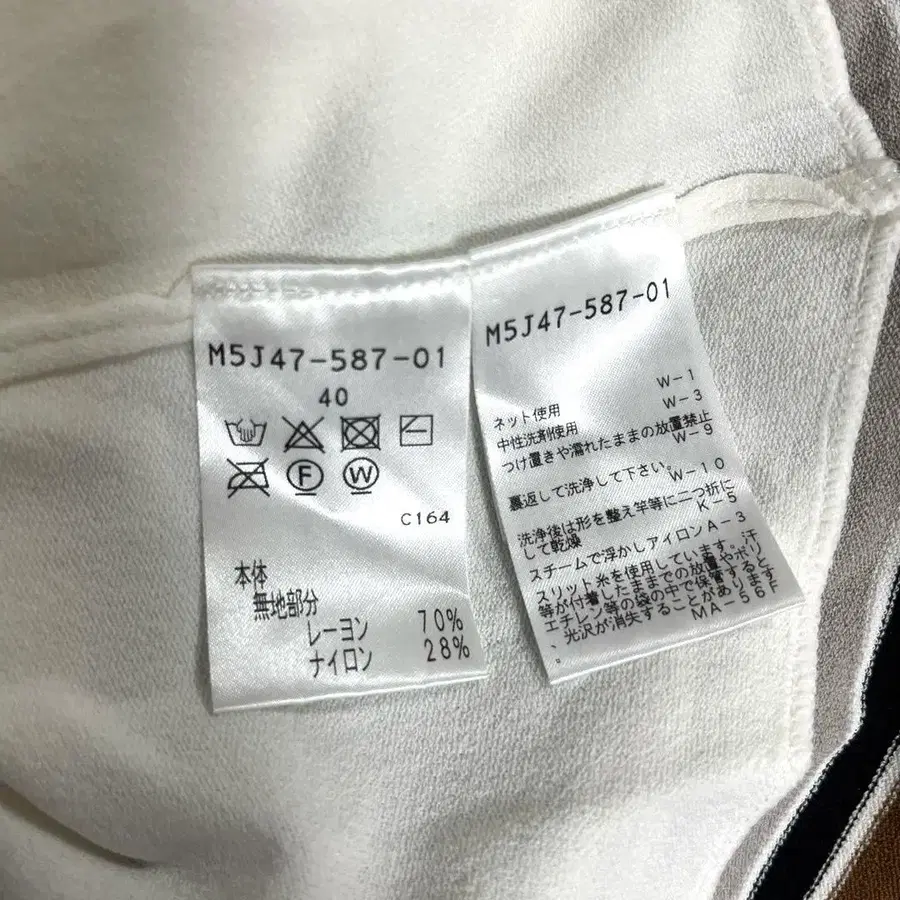 M5J47-587-01
40
F W
C164
本体
無地部分
レーヨン 70%
ナイロン 28%
M5J47-587-01
W-1
ネット使用
W-3
中性洗剤使用
つけ置きや濡れたままの放置禁止
W-9
裏返して洗浄して下さい。
W-10
洗浄後は形を整え竿等に二つ折に
して乾燥
K-5
スチームで浮かしアイロン A-3
スリット糸を使用しています。汗
等が付着したままでの放置やポリ
エチレン等の袋の中で保管すると
、光沢が消失することがあります
。
MA-56F